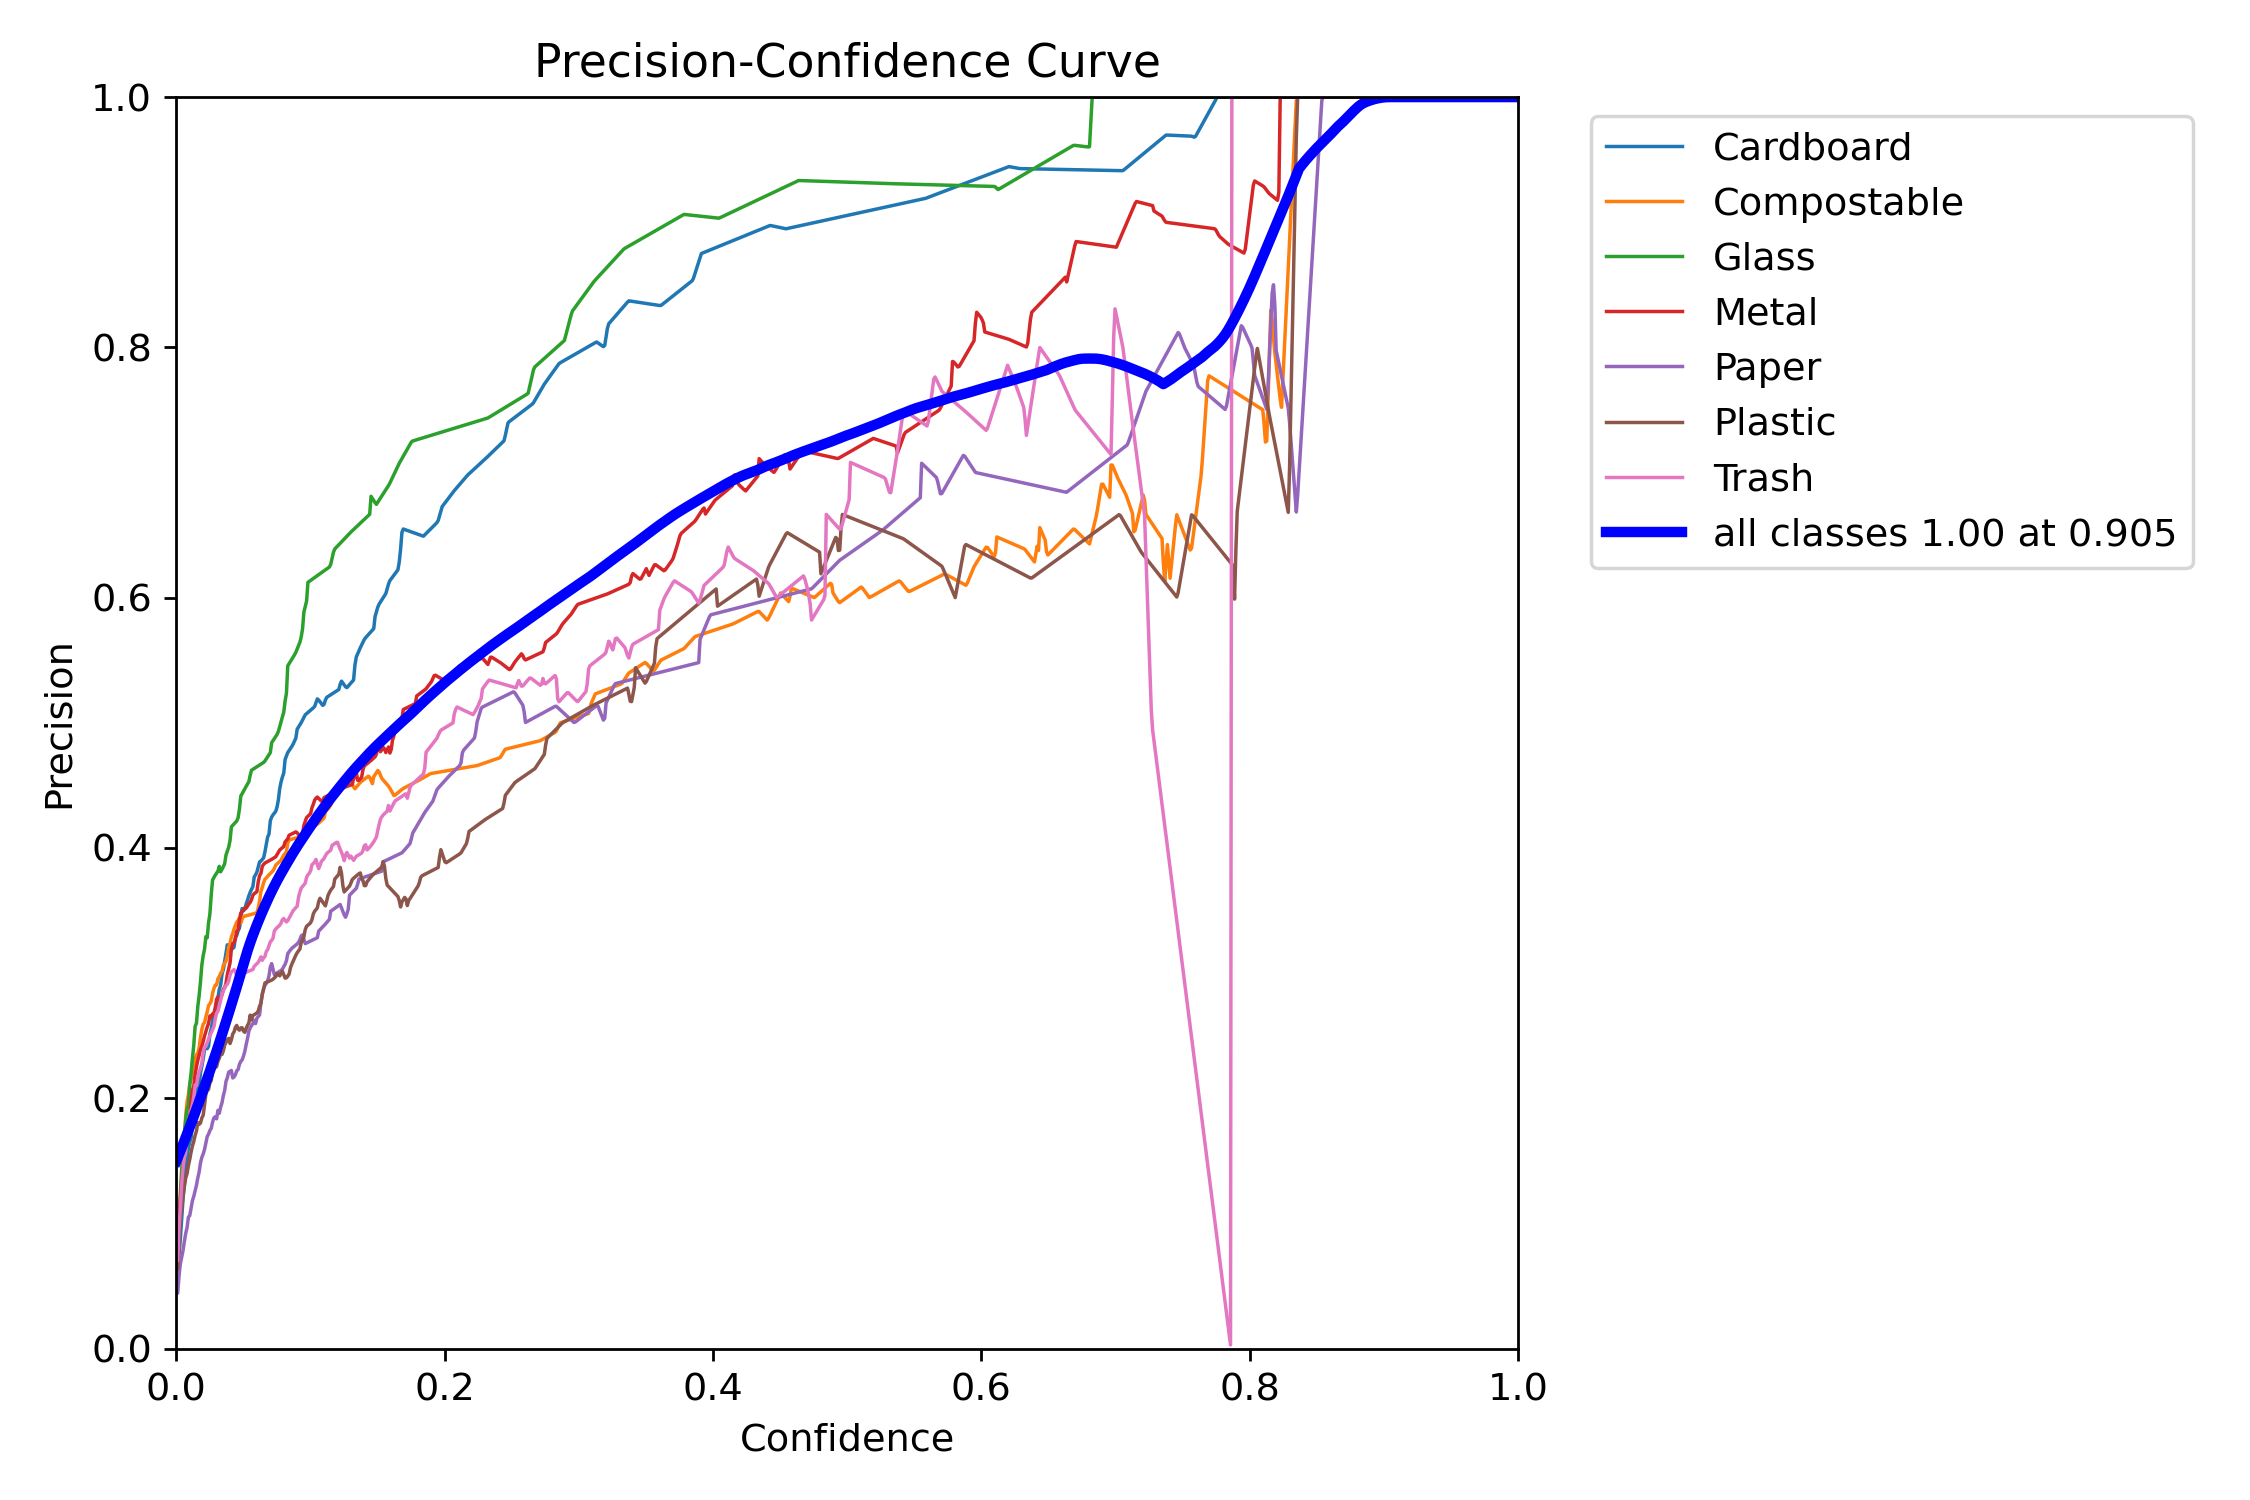 Precision-Confidence Curve
1.0
0.8
0.6
0.4
0.2
0.0
Precision
0.0 0.2 0.4 0.6 0.8 1.0
Confidence
Cardboard
Compostable
Glass
Metal
Paper
Plastic
Trash
all classes 1.00 at 0.905